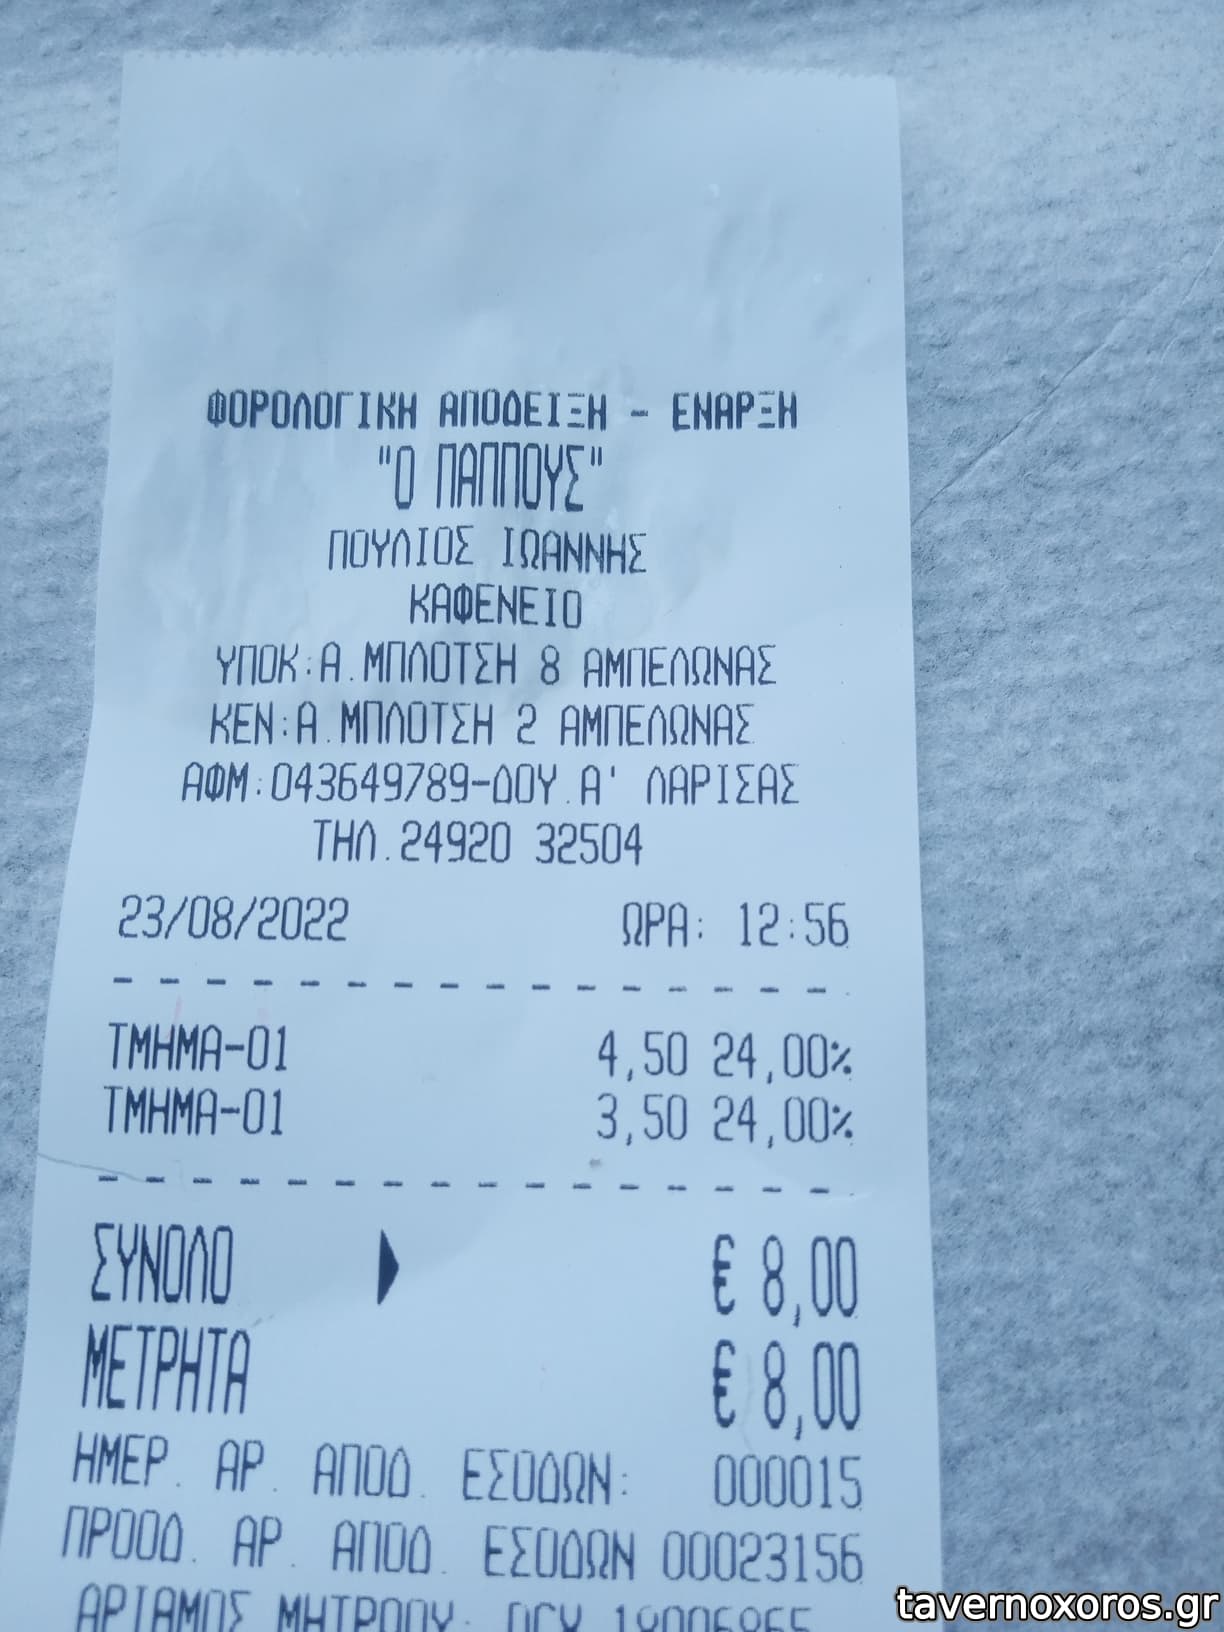 ΦΟΡΟΛΟΓΙΚΗ ΑΠΟΔΕΙΞΗ - ΕΝΑΡΞΗ
"Ο ΠΑΠΠΟΥΣ"
ΠΟΥΛΙΟΣ ΙΩΑΝΝΗΣ
ΚΑΦΕΝΕΙΟ
ΥΠΟΚ:Α.ΜΠΛΟΤΣΗ 8 ΑΜΠΕΛΩΝΑΣ
ΚΕΝ:Α.ΜΠΛΟΤΣΗ 2 ΑΜΠΕΛΩΝΑΣ
ΑΦΜ:043649789-ΔΟΥ.Α' ΛΑΡΙΣΑΣ
ΤΗΛ.24920 32504
23/08/2022 ΩΡΑ: 12:56
ΤΜΗΜΑ-01 4,50 24,00%
ΤΜΗΜΑ-01 3,50 24,00%
ΣΥΝΟΛΟ € 8,00
ΜΕΤΡΗΤΑ € 8,00
ΗΜΕΡ. ΑΡ. ΑΠΟΔ. ΕΣΟΔΩΝ: 000015
ΠΡΟΟΔ. ΑΡ. ΑΠΟΔ. ΕΣΟΔΩΝ 00023156
ΑΡΙΘΜΟΣ ΜΗΤΡΩΟΥ:
tavernoxoros.gr